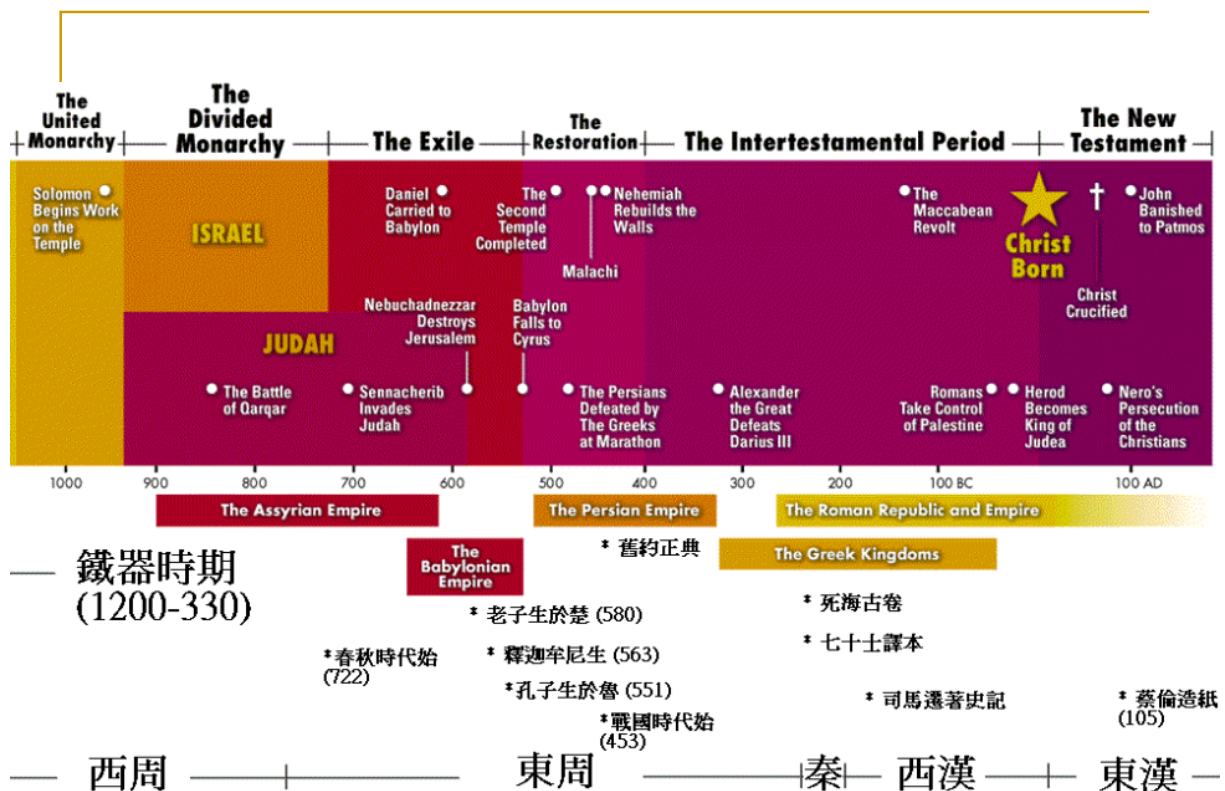 The
United
Monarchy
The
Divided
Monarchy
The Exile
The
Restoration
The Intertestamental Period
The New
Testament
Solomon
Begins Work
on the
Temple
ISRAEL
Daniel
Carried to
Babylon
The
Second
Temple
Completed
Nehemiah
Rebuilds the
Walls
Malachi
The
Maccabean
Revolt
Christ
Born
John
Banished
to Patmos
Christ
Crucified
JUDAH
Nebuchadnezzar
Destroys
Jerusalem
Babylon
Falls to
Cyrus
The Battle
of Qarqar
Sennacherib
Invades
Judah
The Persians
Defeated by
The Greeks
at Marathon
Alexander
the Great
Defeats
Darius III
Romans
Take Control
of Palestine
Herod
Becomes
King of
Judea
Nero's
Persecution
of the
Christians
1000 900 800 700 600 500 400 300 200 100 BC 100 AD
The Assyrian Empire
The Persian Empire
The Roman Republic and Empire
The
Babylonian
Empire
* 舊約正典
The Greek Kingdoms
鐵器時期
(1200-330)
* 死海古卷
* 老子生於楚 (580)
* 七十士譯本
*春秋時代始
(722)
* 釋迦牟尼生 (563)
*孔子生於魯 (551)
* 司馬遷著史記
* 蔡倫造紙
(105)
*戰國時代始
(453)
西周 東周 秦 西漢 東漢